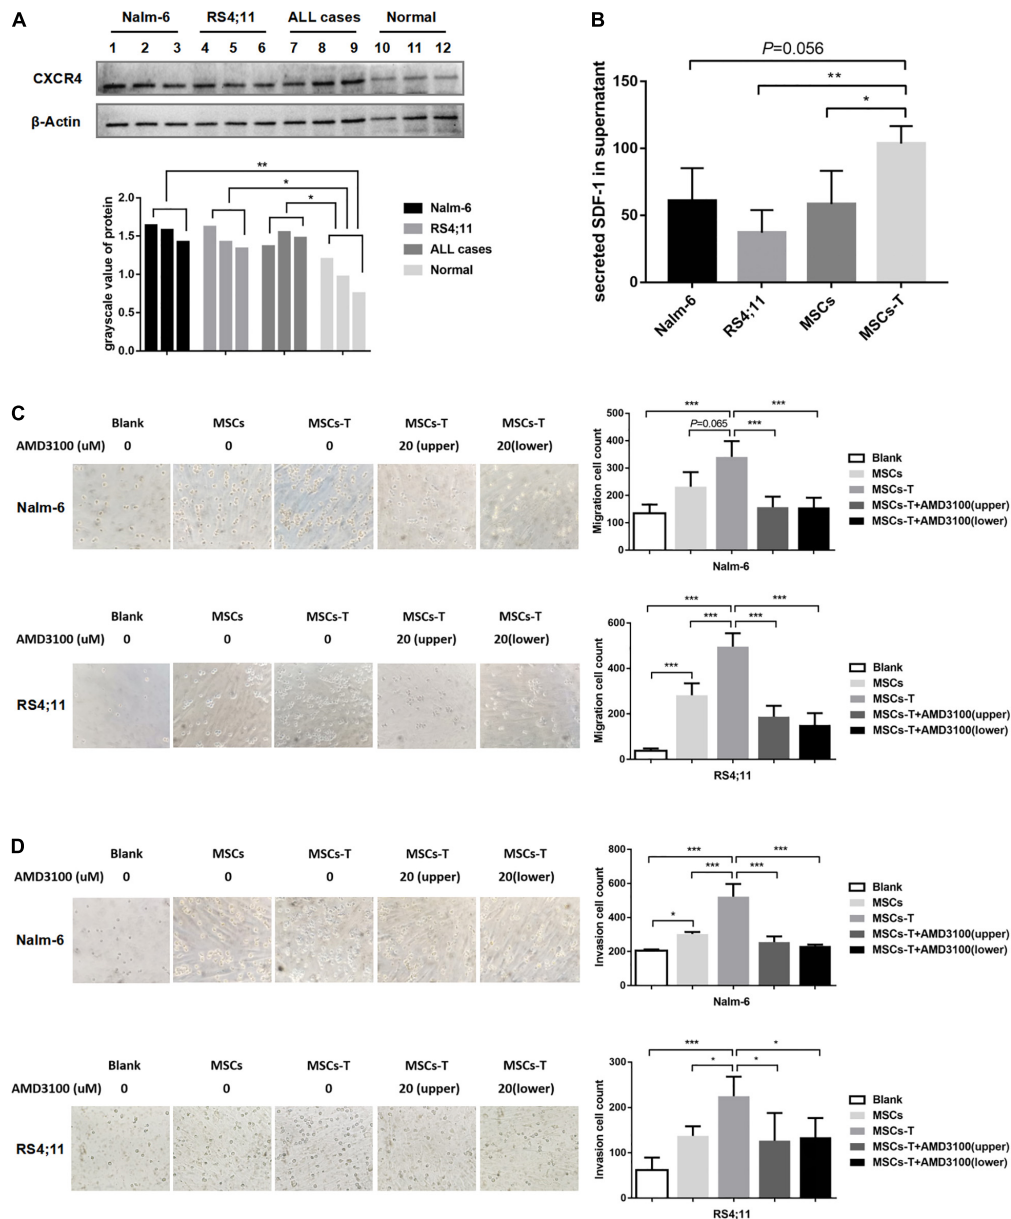 A
Nalm-6 RS4;11 ALL cases Normal
1 2 3 4 5 6 7 8 9 10 11 12
CXCR4
β-Actin
grayscale value of protein
2.0
1.5
1.0
0.5
0.0
**
*
*
Nalm-6
RS4;11
ALL cases
Normal
B
secreted SDF-1 in supernatant
150
100
50
0
P=0.056
**
*
Nalm-6 RS4;11 MSCs MSCs-T
C
Blank MSCs MSCs-T MSCs-T MSCs-T
AMD3100 (uM) 0 0 0 20 (upper) 20(lower)
Nalm-6
Migration cell count
500
400
300
200
100
0
*** ***
P=0.065 ***
Nalm-6
Blank
MSCs
MSCs-T
MSCs-T+AMD3100(upper)
MSCs-T+AMD3100(lower)
Blank MSCs MSCs-T MSCs-T MSCs-T
AMD3100 (uM) 0 0 0 20 (upper) 20(lower)
RS4;11
Migration cell count
600
400
200
0
*** ***
*** ***
***
RS4;11
Blank
MSCs
MSCs-T
MSCs-T+AMD3100(upper)
MSCs-T+AMD3100(lower)
D
Blank MSCs MSCs-T MSCs-T MSCs-T
AMD3100 (uM) 0 0 0 20 (upper) 20(lower)
Nalm-6
Invasion cell count
800
600
400
200
0
*** ***
*** ***
*
Nalm-6
Blank
MSCs
MSCs-T
MSCs-T+AMD3100(upper)
MSCs-T+AMD3100(lower)
Blank MSCs MSCs-T MSCs-T MSCs-T
AMD3100 (uM) 0 0 0 20 (upper) 20(lower)
RS4;11
Invasion cell count
300
200
100
0
*** *
* *
RS4;11
Blank
MSCs
MSCs-T
MSCs-T+AMD3100(upper)
MSCs-T+AMD3100(lower)